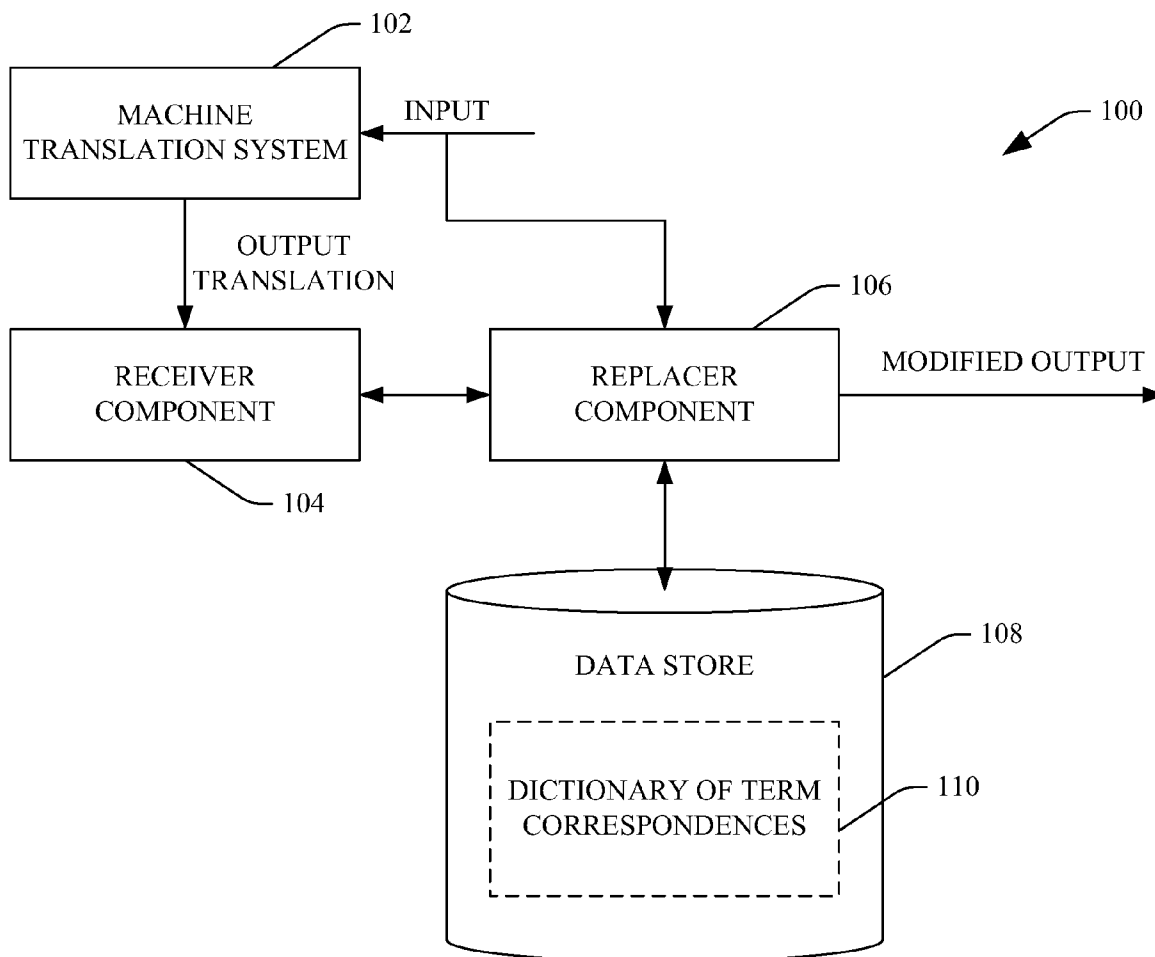 102
MACHINE
TRANSLATION SYSTEM
INPUT
100
OUTPUT
TRANSLATION
106
RECEIVER
COMPONENT
REPLACER
COMPONENT
MODIFIED OUTPUT
104
108
DATA STORE
DICTIONARY OF TERM
CORRESPONDENCES
110